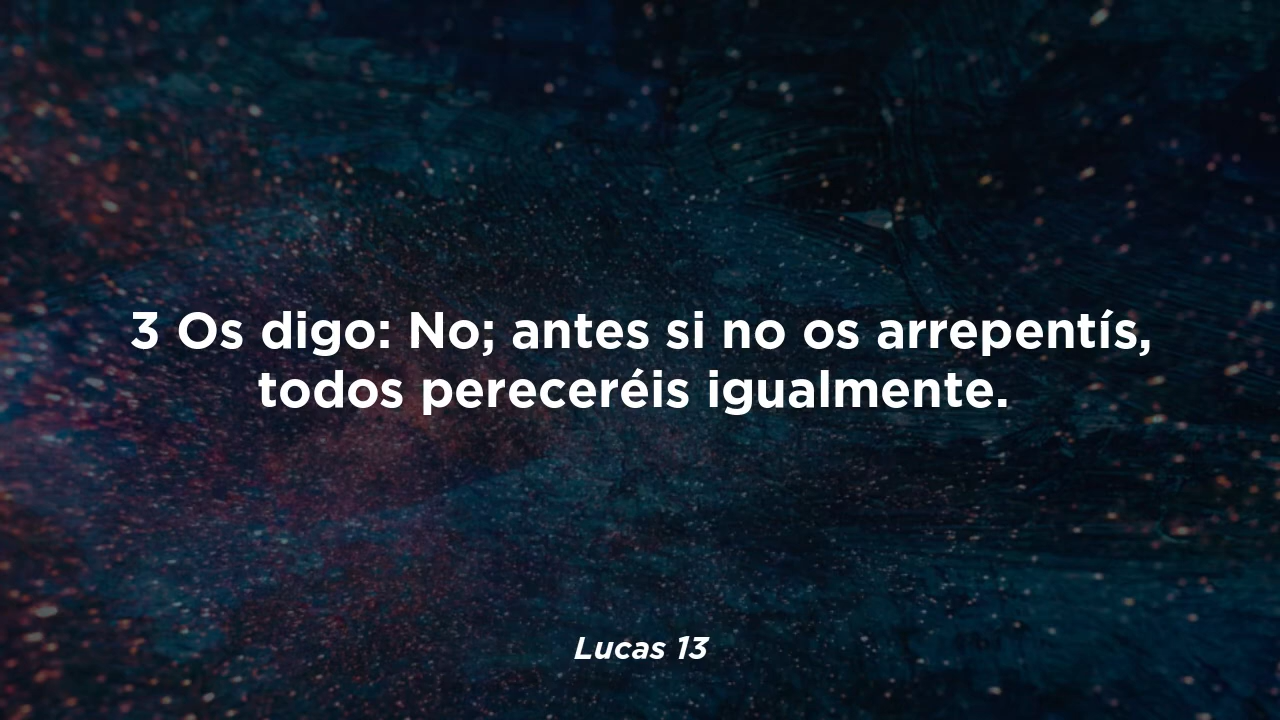 3 Os digo: No; antes si no os arrepentís,
todos pereceréis igualmente.
Lucas 13